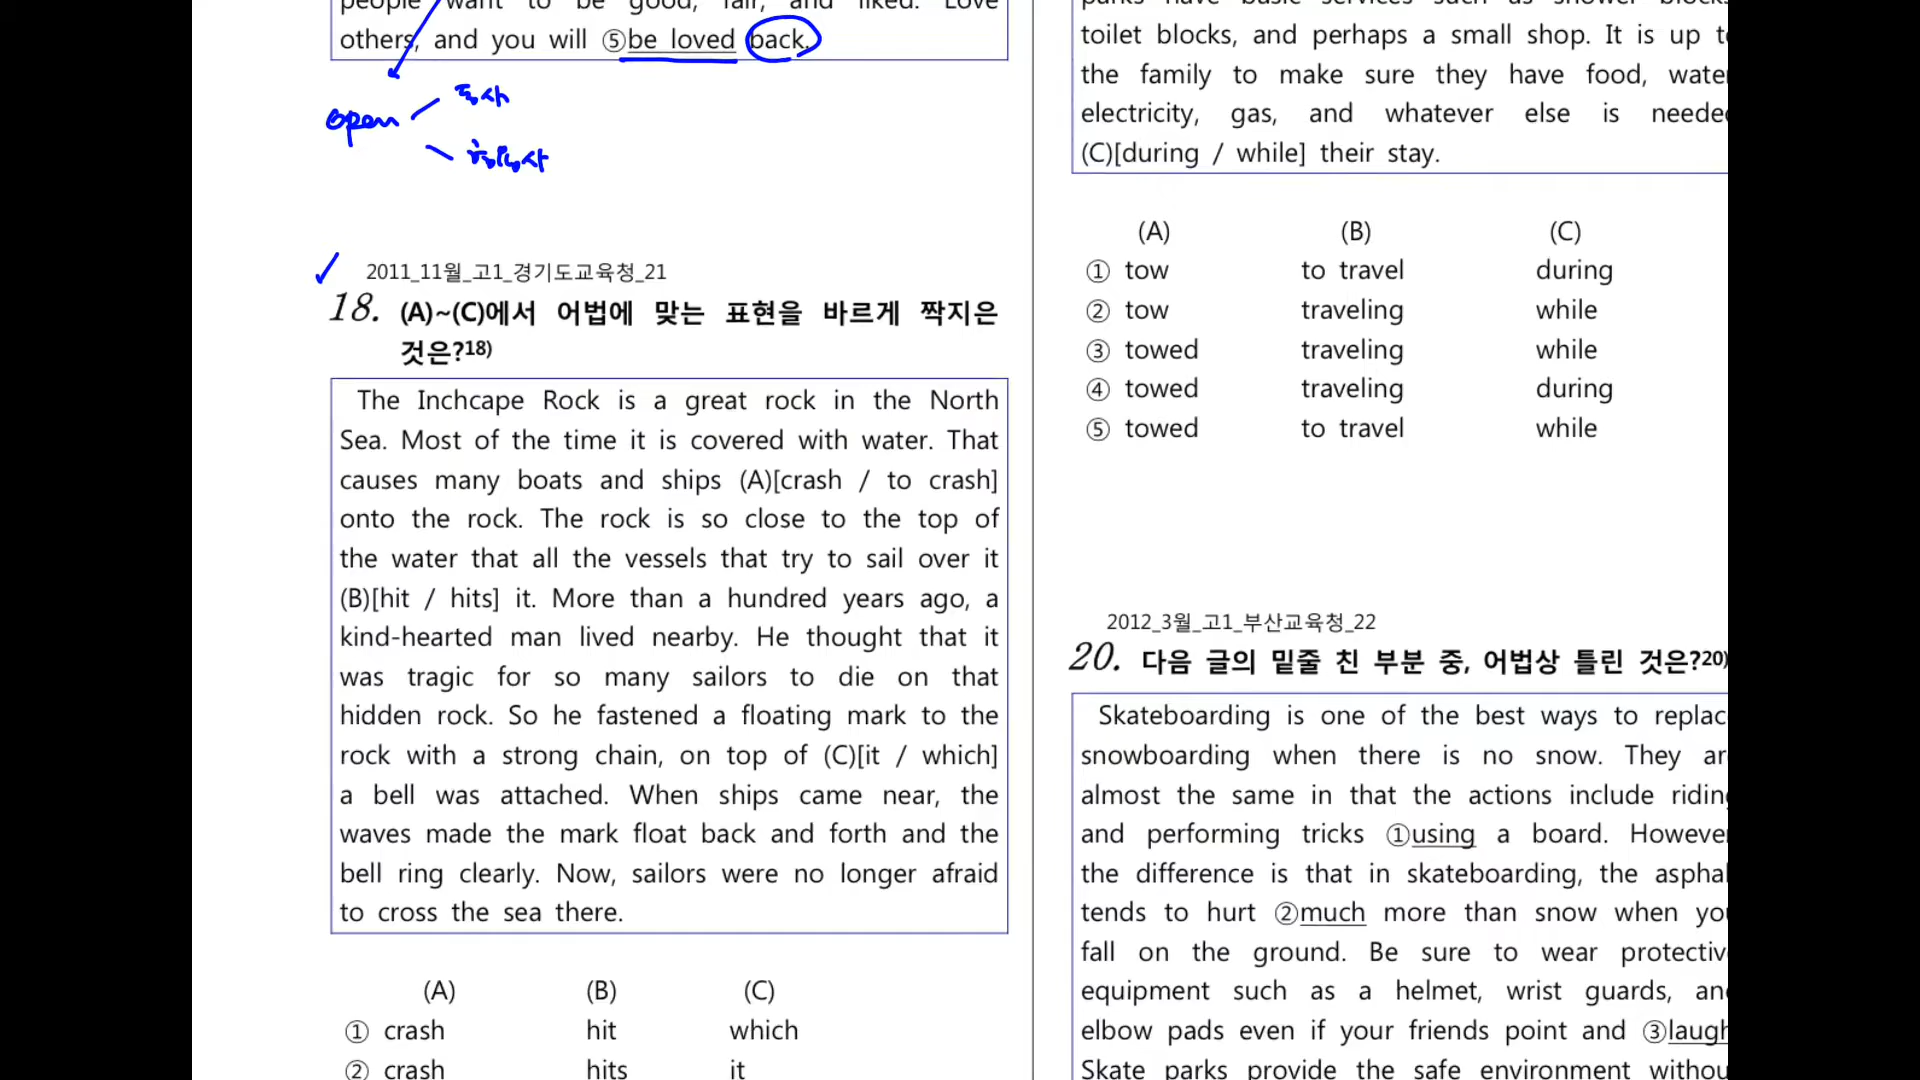 people want to be good, fair, and liked. Love
others, and you will ⑤be loved back.
open
동사
형용사
2011_11월_고1_경기도교육청_21
18. (A)~(C)에서 어법에 맞는 표현을 바르게 짝지은
것은?18)
The Inchcape Rock is a great rock in the North
Sea. Most of the time it is covered with water. That
causes many boats and ships (A)[crash / to crash]
onto the rock. The rock is so close to the top of
the water that all the vessels that try to sail over it
(B)[hit / hits] it. More than a hundred years ago, a
kind-hearted man lived nearby. He thought that it
was tragic for so many sailors to die on that
hidden rock. So he fastened a floating mark to the
rock with a strong chain, on top of (C)[it / which]
a bell was attached. When ships came near, the
waves made the mark float back and forth and the
bell ring clearly. Now, sailors were no longer afraid
to cross the sea there.
(A) (B) (C)
① crash hit which
② crash hits it
parks have basic services such as shower blocks
toilet blocks, and perhaps a small shop. It is up
the family to make sure they have food,
electricity, gas, and whatever else is
(C)[during / while] their stay.
(A) (B) (C)
① tow to travel during
② tow traveling while
③ towed traveling while
④ towed traveling during
⑤ towed to travel while
2012_3월_고1_부산교육청_22
20. 다음 글의 밑줄 친 부분 중, 어법상 틀린 것은?20)
Skateboarding is one of the best ways to
snowboarding when there is no snow. They
almost the same in that the actions include
and performing tricks ①using a board.
the difference is that in skateboarding, the
tends to hurt ②much more than snow when
fall on the ground. Be sure to wear
equipment such as a helmet, wrist guards,
elbow pads even if your friends point and ③laugh
Skate parks provide the safe environment